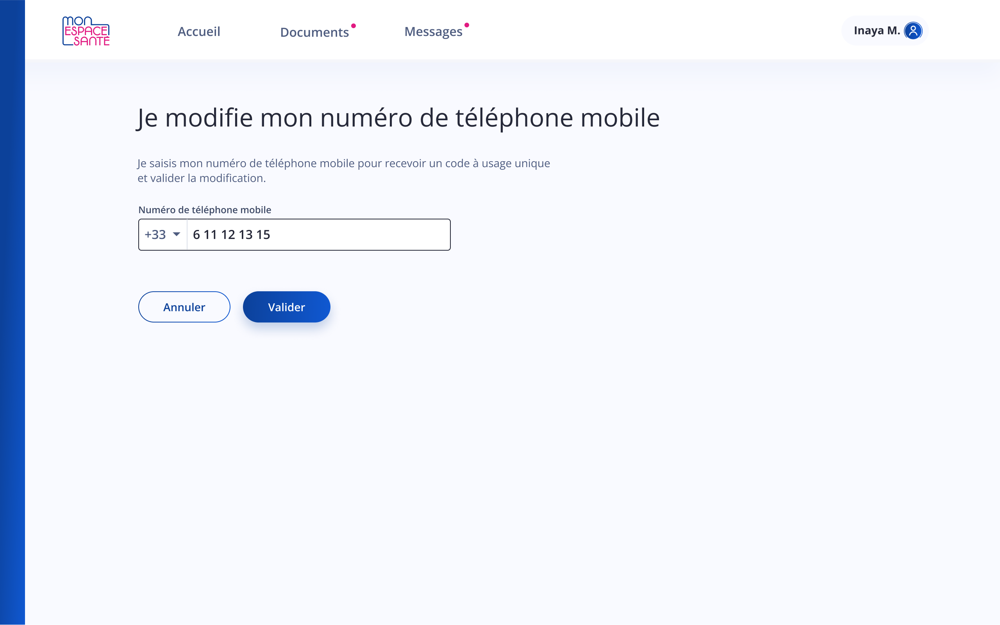 mon
ESPACE
SANTÉ
Accueil
Documents
Messages
Inaya M.
Je modifie mon numéro de téléphone mobile
Je saisis mon numéro de téléphone mobile pour recevoir un code à usage unique
et valider la modification.
Numéro de téléphone mobile
+33 6 11 12 13 15
Annuler
Valider